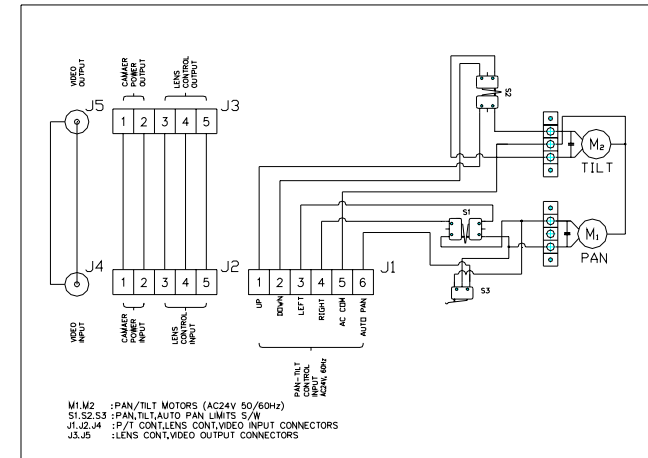 VIDEO OUTPUT
CAMAER POWER OUTPUT
LENS CONTROL OUTPUT
J5
J3
1 2 3 4 5
S2
M2
TILT
J4
J2
1 2 3 4 5
J1
1 2 3 4 5 6
S1
M1
PAN
S3
VIDEO INPUT
CAMAER POWER INPUT
LENS CONTROL INPUT
UP
DOWN
LEFT
RIGHT
AC COM
AUTO PAN
PAN-TILT
CONTROL
INPUT
AC24V, 60Hz
M1.M2 :PAN/TILT MOTORS (AC24V 50/60Hz)
S1.S2.S3 :PAN,TILT,AUTO PAN LIMITS S/W
J1.J2.J4 :P/T CONT,LENS CONT,VIDEO INPUT CONNECTORS
J3.J5 :LENS CONT,VIDEO OUTPUT CONNECTORS